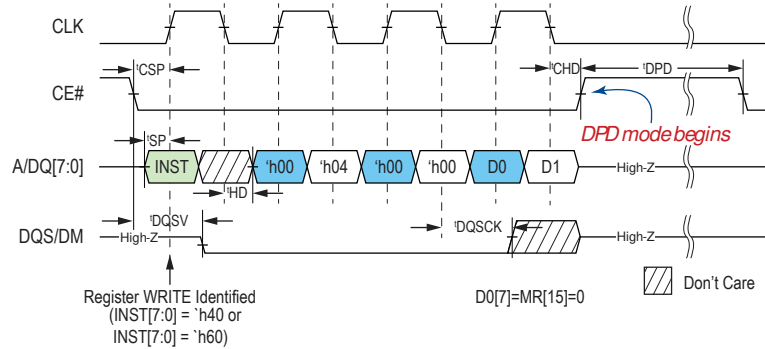 CLK
tCSP
tCHD
tDPD
CE#
DPD mode begins
tSP
A/DQ[7:0]
INST
‘h00
‘h04
‘h00
‘h00
D0
D1
High-Z
tHD
tDQSV
tDQSCK
DQS/DM
High-Z
High-Z
Don't Care
Register WRITE Identified
(INST[7:0] = `h40 or
INST[7:0] = `h60)
D0[7]=MR[15]=0